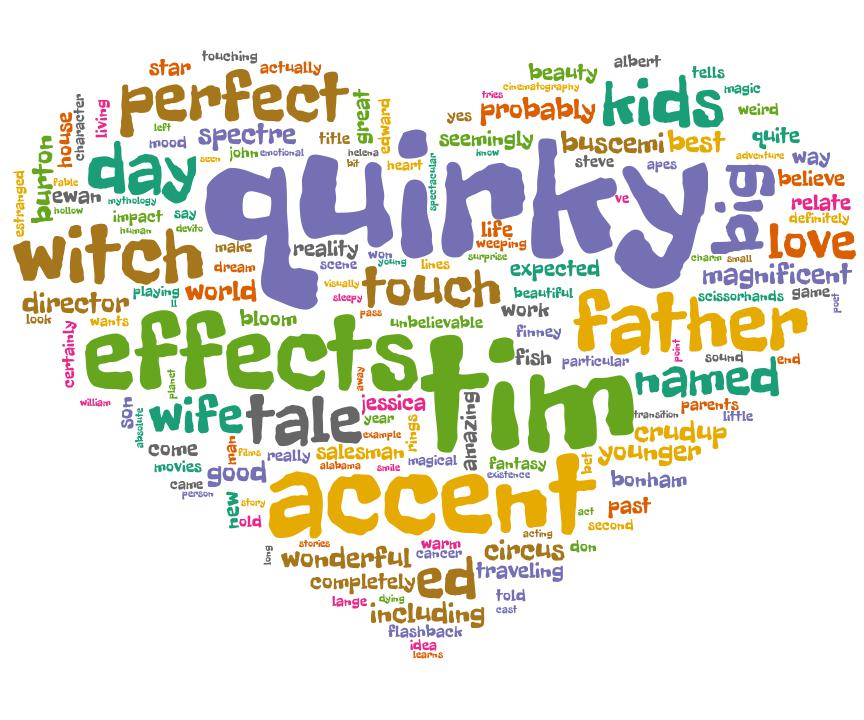 touching
albert
star
actually
beauty
tells
perfect
great
edward
cinematography
tries
magic
living
character
house
yes
probably
kids
weird
left
mood
spectre
title
seemingly
buscemi
best
quite
burton
day
seen
john
emotional
helena
bit
heart
spectacular
quirky
know
steve
apes
adventure
way
estranged
fable
ewan
mythology
believe
hollow
impact
say
devito
human
ve
big
relate
definitely
witch
make
reality
won
life
weeping
love
dream
scene
young
lines
surprise
expected
charm
small
magnificent
director
playing
ll
world
visually
sleepy
touch
beautiful
scissorhands
game
poet
look
wants
bloom
pass
unbelievable
work
finney
father
certainly
effects
tim
fish
particular
point
sound
end
planet
away
named
william
son
absolute
wife
tale
jessica
year
example
rings
amazing
transition
parents
little
come
man
films
really
salesman
crudup
movies
good
alabama
smile
magical
fantasy
existence
bet
younger
came
person
new
old
story
accent
bonham
act
past
second
stories
acting
long
wonderful
warm
cancer
circus
don
completely
ed
traveling
lange
dying
including
told
cast
flashback
idea
learns